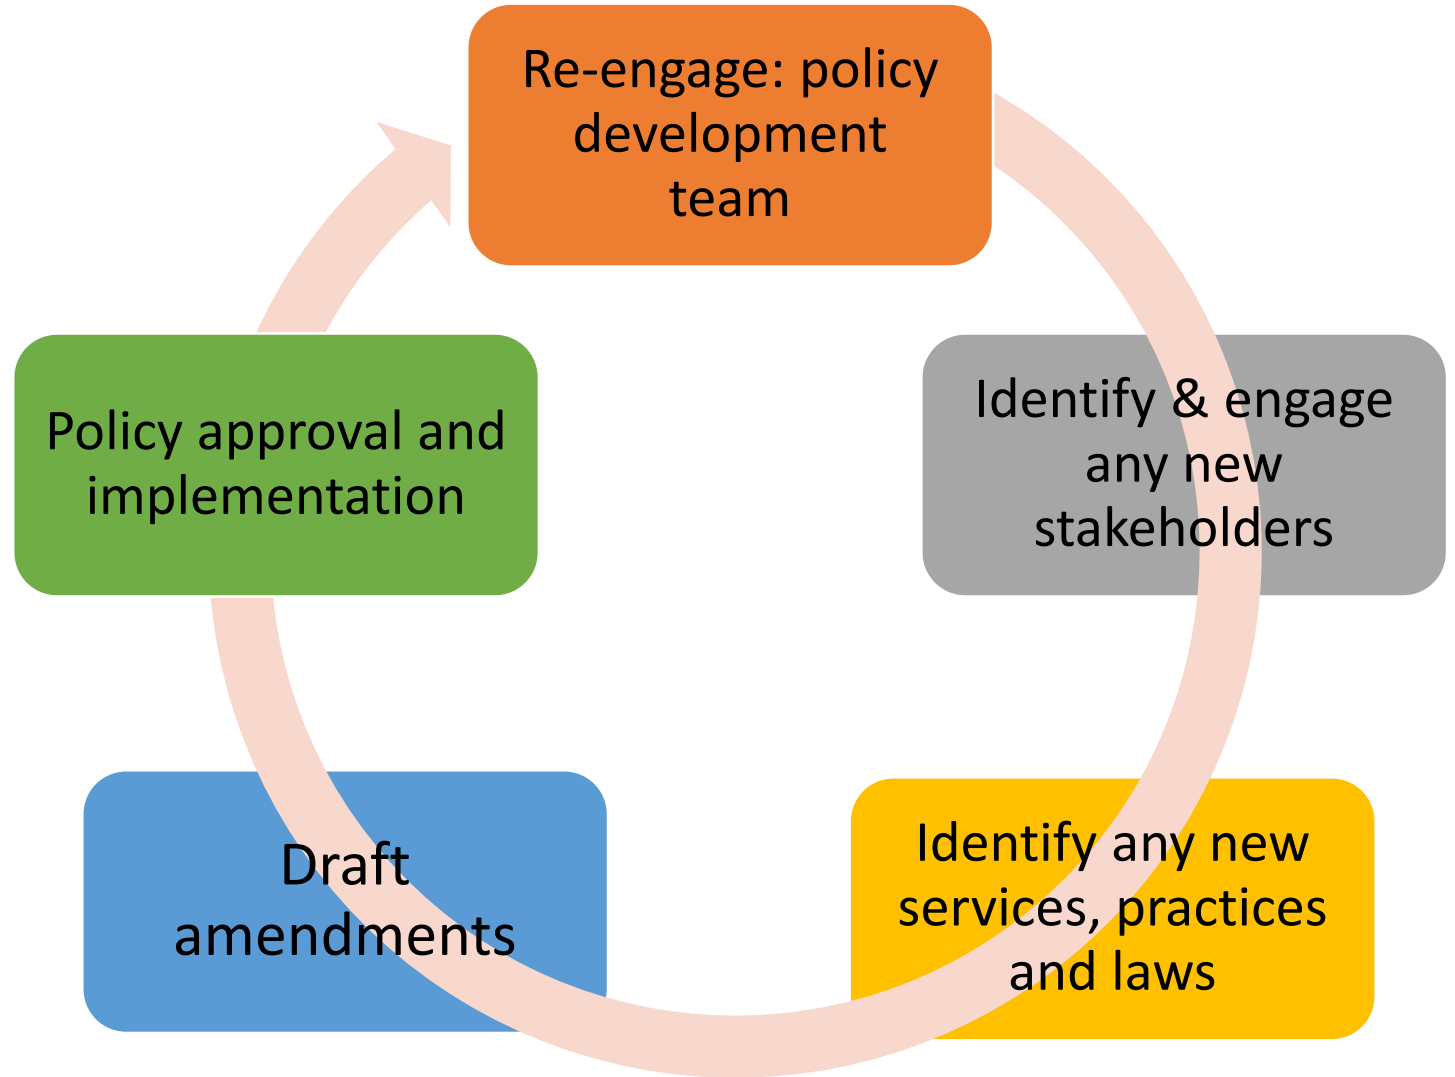 Re-engage: policy
development
team
Identify & engage
any new
stakeholders
Identify any new
services, practices
and laws
Draft
amendments
Policy approval and
implementation